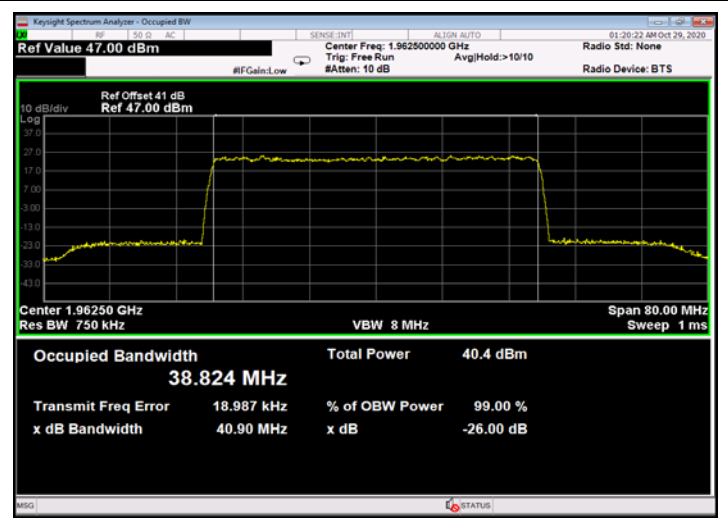 Keysight Spectrum Analyzer - Occupied BW
RF 50 Ω AC SENSE:INT ALIGN AUTO 01:20:22 AM Oct 29, 2020
Ref Value 47.00 dBm Center Freq: 1.962500000 GHz Radio Std: None
Trig: Free Run Avg|Hold:>10/10
#IFGain:Low #Atten: 10 dB Radio Device: BTS
Ref Offset 41 dB
10 dB/div Ref 47.00 dBm
Log
37.0
27.0
17.0
7.00
-3.00
-13.0
-23.0
-33.0
-43.0
Center 1.96250 GHz Span 80.00 MHz
Res BW 750 kHz VBW 8 MHz Sweep 1 ms
Occupied Bandwidth Total Power 40.4 dBm
38.824 MHz
Transmit Freq Error 18.987 kHz % of OBW Power 99.00 %
x dB Bandwidth 40.90 MHz x dB -26.00 dB
MSG STATUS